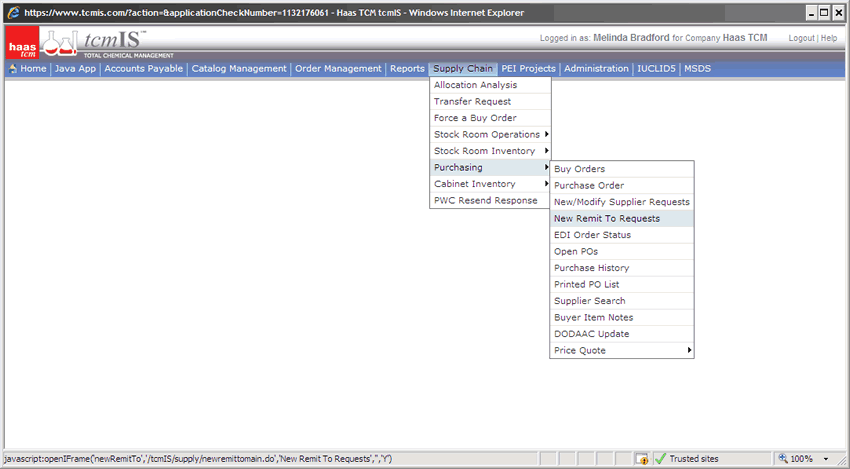 https://www.tcmis.com/?action=&applicationCheckNumber=1132176061 - Haas TCM tcmIS - Windows Internet Explorer
haas tcm
tcmIS™
TOTAL CHEMICAL MANAGEMENT
Logged in as: Melinda Bradford for Company Haas TCM
Logout | Help
Home | Java App | Accounts Payable | Catalog Management | Order Management | Reports | Supply Chain | PEI Projects | Administration | IUCLID5 | MSDS
Allocation Analysis
Transfer Request
Force a Buy Order
Stock Room Operations
Stock Room Inventory
Purchasing
Cabinet Inventory
PWC Resend Response
Buy Orders
Purchase Order
New/Modify Supplier Requests
New Remit To Requests
EDI Order Status
Open POs
Purchase History
Printed PO List
Supplier Search
Buyer Item Notes
DODAAC Update
Price Quote
javascript:openIFrame('newRemitTo','/tcmIS/supply/newremittomain.do','New Remit To Requests','','Y')
Trusted sites
100%